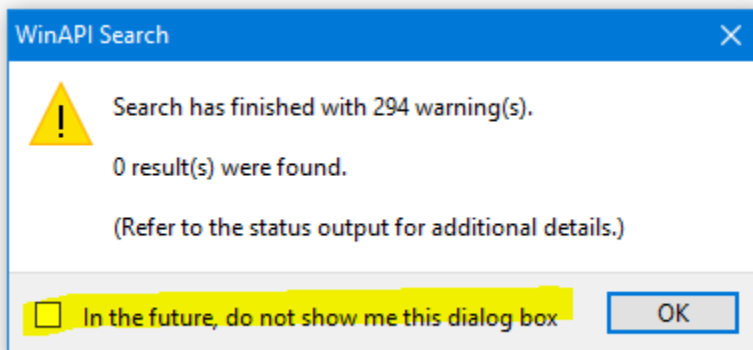 WinAPI Search
Search has finished with 294 warning(s).
0 result(s) were found.
(Refer to the status output for additional details.)
In the future, do not show me this dialog box
OK